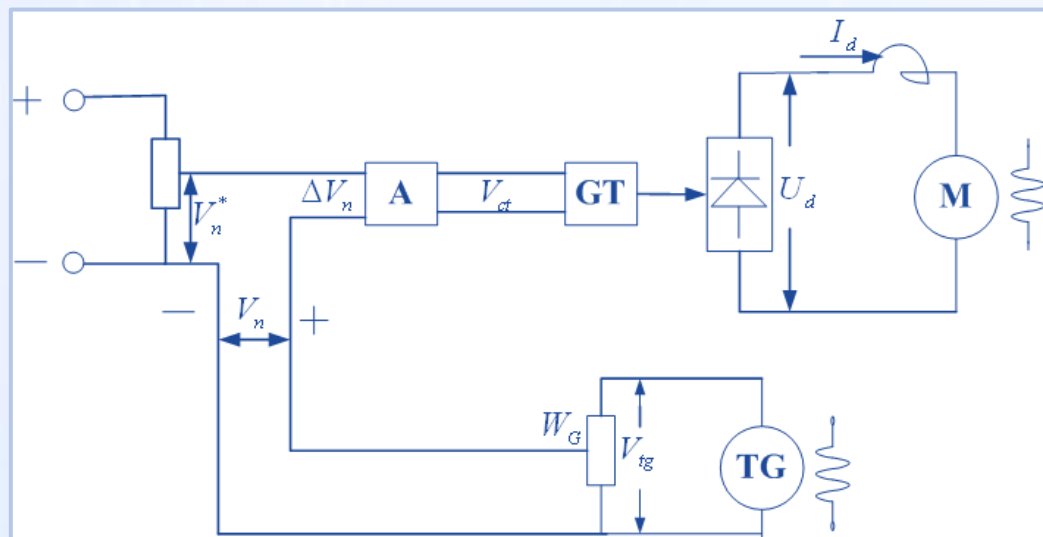 I_d
+
ΔV_n
A
V_ct
GT
U_d
M
V_n^*
−
−
V_n
+
W_G
V_tg
TG